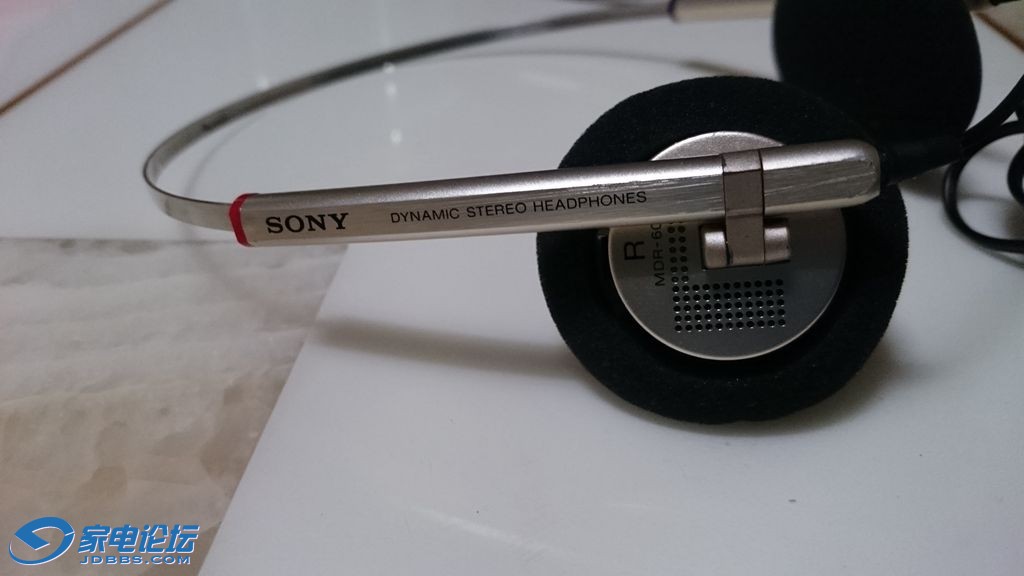 SONY DYNAMIC STEREO HEADPHONES
R
家电论坛
JDBBS.COM